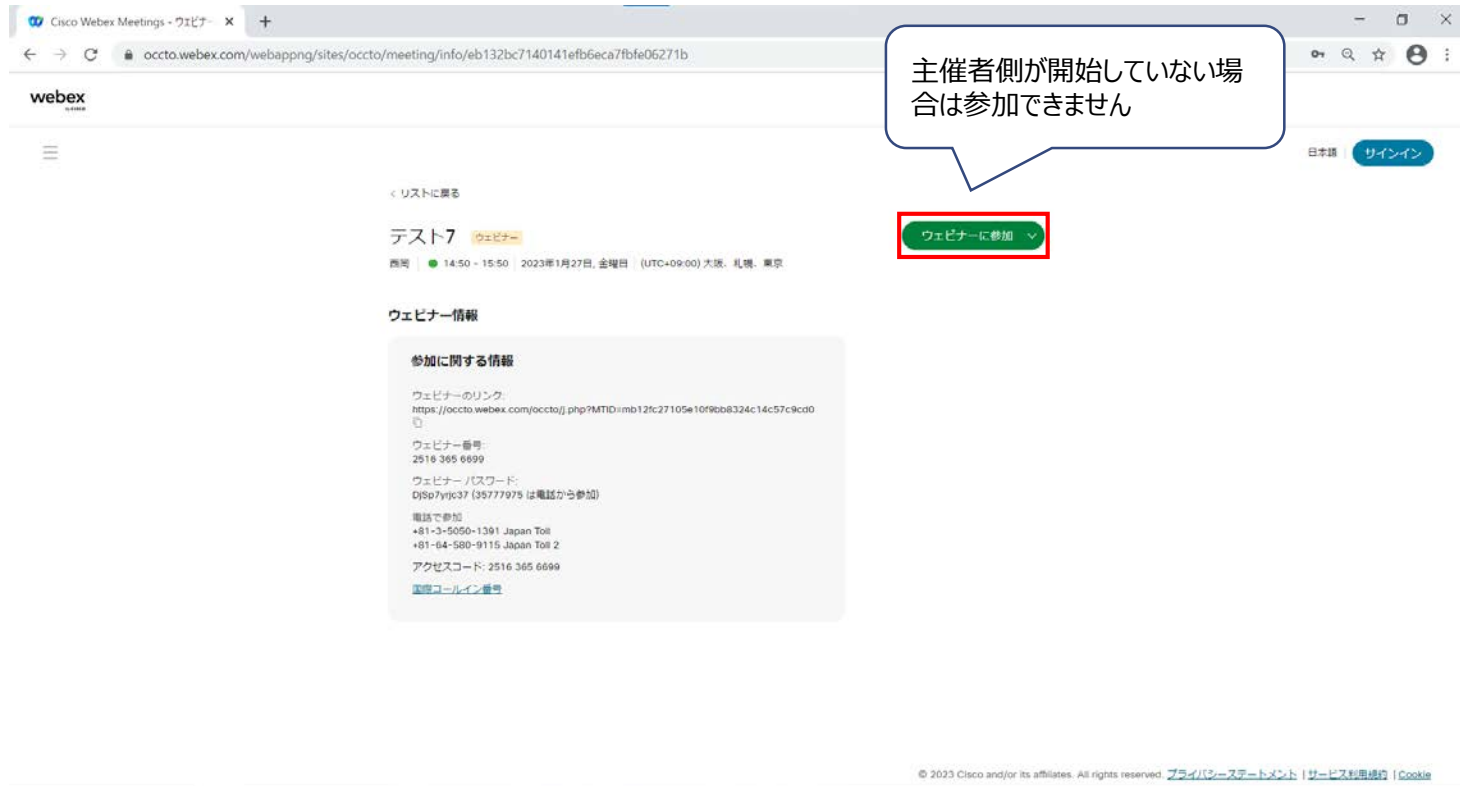 Cisco Webex Meetings - ウェビナー
occto.webex.com/webappng/sites/occto/meeting/info/eb132bc7140141efb6eca7fbfe06271b
主催者側が開始していない場
合は参加できません
webex
日本語 サインイン
< リストに戻る
テスト7 ウェビナー
ウェビナーに参加
西岡 14:50 - 15:50 2023年1月27日, 金曜日 (UTC+09:00) 大阪、札幌、東京
ウェビナー情報
参加に関する情報
ウェビナーのリンク:
https://occto.webex.com/occto/j.php?MTID=mb12fc27105e10f9bb8324c14c57c9cd0
ウェビナー番号:
2516 365 6699
ウェビナー パスワード:
DjSp7yrjc37 (35777975 は電話から参加)
電話で参加
+81-3-5050-1391 Japan Toll
+81-64-580-9115 Japan Toll 2
アクセスコード: 2516 365 6699
国際コールイン番号
© 2023 Cisco and/or its affiliates. All rights reserved. プライバシーステートメント | サービス利用規約 | Cookie